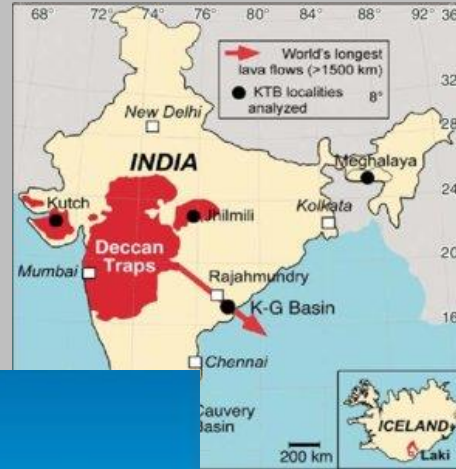 68° 72° 76° 80° 84° 88° 92° 36
World's longest
lava flows (>1500 km)
KTB localities
analyzed
8°
32
28
24
20
16
New Delhi
INDIA
Meghalaya
Kutch
Jhilmili
Kolkata
Deccan
Traps
Mumbai
Rajahmundry
K-G Basin
Chennai
Cauvery
Basin
200 km
ICELAND
Laki